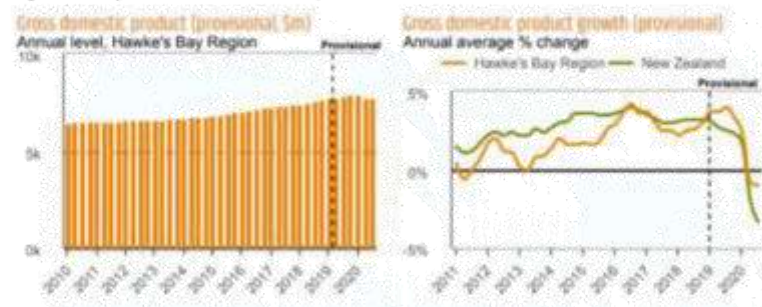 Gross domestic product (provisional, $m)
Annual level, Hawke's Bay Region
Provisional
10k
5k
0k
2010
2011
2012
2013
2014
2015
2016
2017
2018
2019
2020
Gross domestic product growth (provisional)
Annual average % change
Hawke's Bay Region
New Zealand
Provisional
5%
0%
-5%
2011
2012
2013
2014
2015
2016
2017
2018
2019
2020